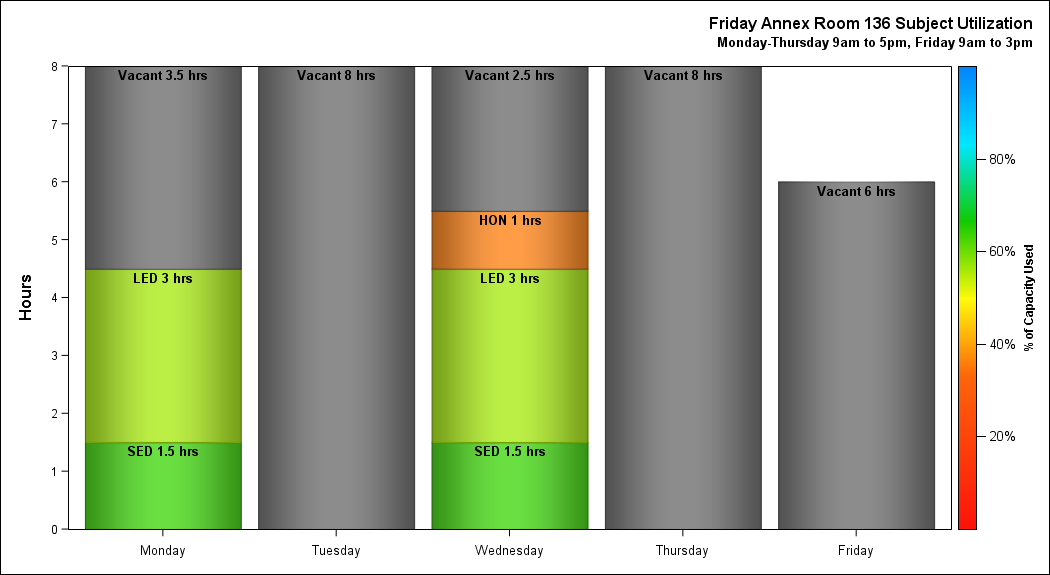 Friday Annex Room 136 Subject Utilization
Monday-Thursday 9am to 5pm, Friday 9am to 3pm
Hours
8
7
6
5
4
3
2
1
0
Vacant 3.5 hrs
LED 3 hrs
SED 1.5 hrs
Vacant 8 hrs
Vacant 2.5 hrs
HON 1 hrs
LED 3 hrs
SED 1.5 hrs
Vacant 8 hrs
Vacant 6 hrs
Monday
Tuesday
Wednesday
Thursday
Friday
80%
60%
40%
20%
% of Capacity Used